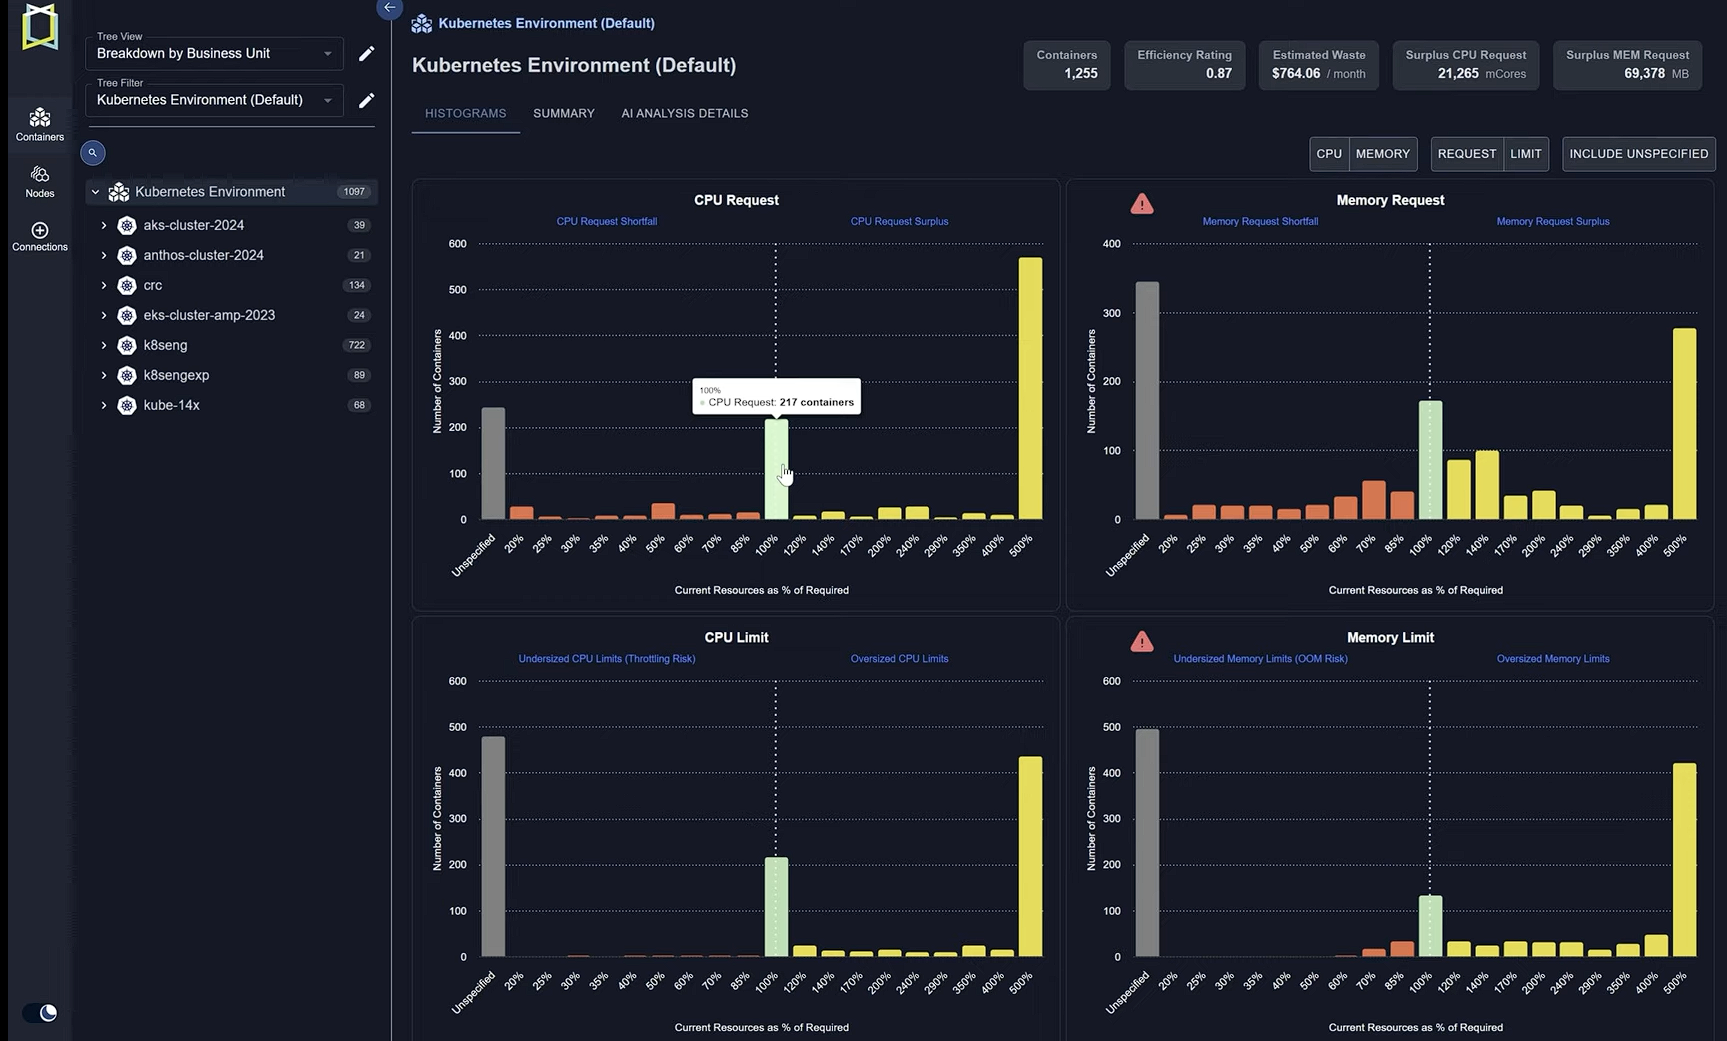 Tree View
Breakdown by Business Unit
Tree Filter
Kubernetes Environment (Default)
Containers
Nodes
Connections
Kubernetes Environment 1097
aks-cluster-2024 39
anthos-cluster-2024 21
crc 134
eks-cluster-amp-2023 24
k8seng 722
k8sengexp 89
kube-14x 68
Kubernetes Environment (Default)
Kubernetes Environment (Default)
Containers
1,255
Efficiency Rating
0.87
Estimated Waste
$764.06 / month
Surplus CPU Request
21,265 mCores
Surplus MEM Request
69,378 MB
HISTOGRAMS SUMMARY AI ANALYSIS DETAILS
CPU MEMORY REQUEST LIMIT INCLUDE UNSPECIFIED
CPU Request
CPU Request Shortfall CPU Request Surplus
600
500
400
300
200
100
0
Number of Containers
100%
CPU Request: 217 containers
Unspecified 20% 25% 30% 35% 40% 50% 60% 70% 85% 100% 120% 140% 170% 200% 240% 290% 350% 400% 500%
Current Resources as % of Required
Memory Request
Memory Request Shortfall Memory Request Surplus
400
300
200
100
0
Number of Containers
Unspecified 20% 25% 30% 35% 40% 50% 60% 70% 85% 100% 120% 140% 170% 200% 240% 290% 350% 400% 500%
Current Resources as % of Required
CPU Limit
Undersized CPU Limits (Throttling Risk) Oversized CPU Limits
600
500
400
300
200
100
0
Number of Containers
Unspecified 20% 25% 30% 35% 40% 50% 60% 70% 85% 100% 120% 140% 170% 200% 240% 290% 350% 400% 500%
Current Resources as % of Required
Memory Limit
Undersized Memory Limits (OOM Risk) Oversized Memory Limits
600
500
400
300
200
100
0
Number of Containers
Unspecified 20% 25% 30% 35% 40% 50% 60% 70% 85% 100% 120% 140% 170% 200% 240% 290% 350% 400% 500%
Current Resources as % of Required